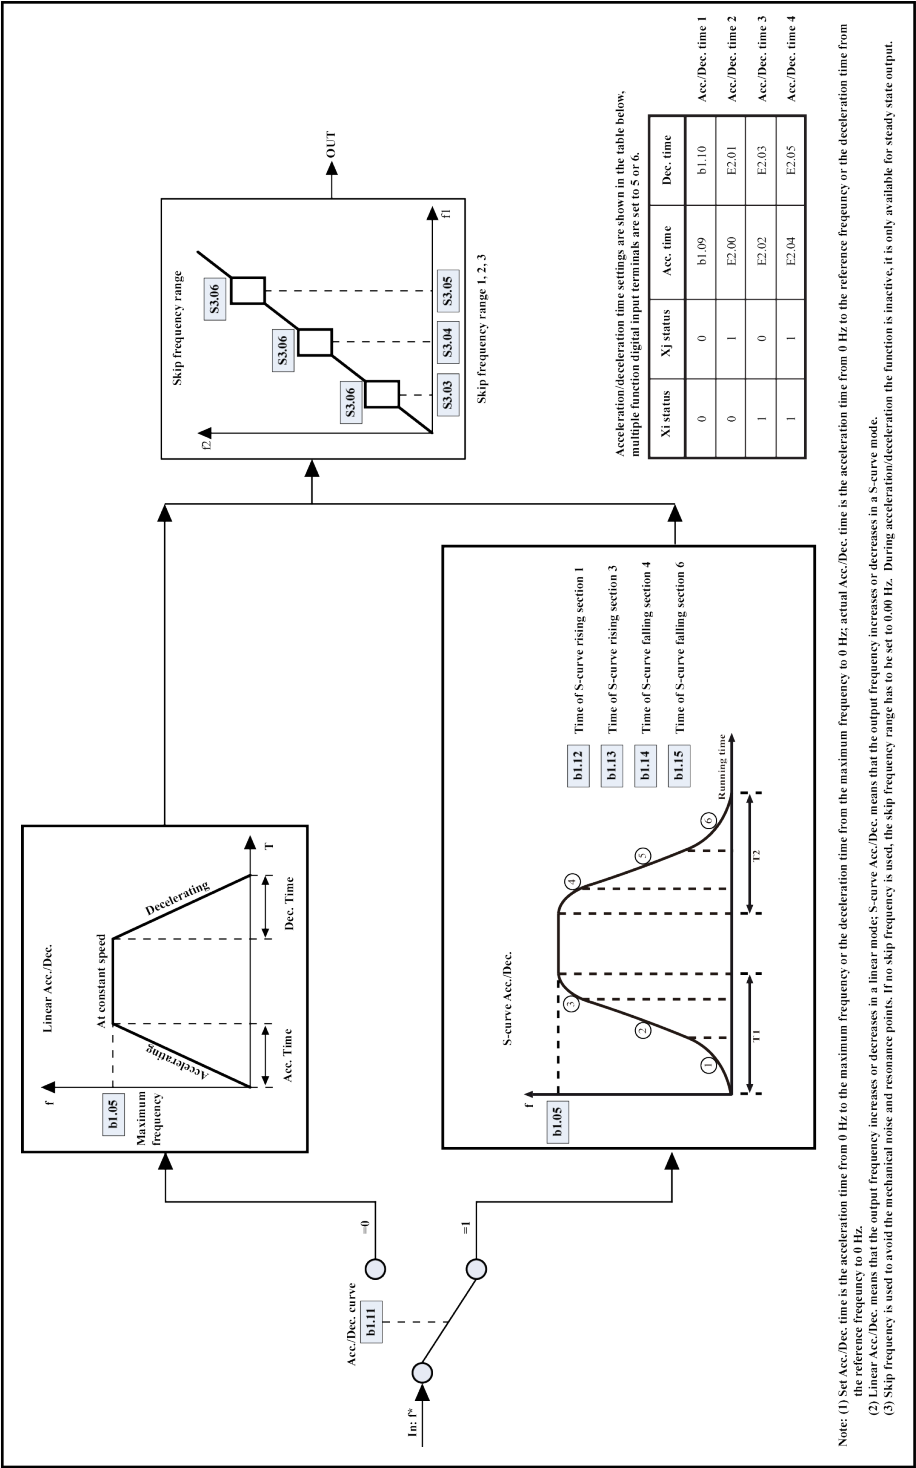 In: f*
Acc./Dec. curve
b1.11
=0
=1
Linear Acc./Dec.
f
b1.05
Maximum
frequency
Accelerating
At constant speed
Decelerating
Acc. Time
Dec. Time
T
S-curve Acc./Dec.
f
b1.05
1
2
3
4
5
6
T1
T2
Running time
b1.12 Time of S-curve rising section 1
b1.13 Time of S-curve rising section 3
b1.14 Time of S-curve falling section 4
b1.15 Time of S-curve falling section 6
Skip frequency range
f2
S3.06
S3.06
S3.06
S3.03
S3.04
S3.05
f1
Skip frequency range 1, 2, 3
OUT
Acceleration/deceleration time settings are shown in the table below,
multiple function digital input terminals are set to 5 or 6.
Xi status Xj status Acc. time Dec. time
0 0 b1.09 b1.10 Acc./Dec. time 1
0 1 E2.00 E2.01 Acc./Dec. time 2
1 0 E2.02 E2.03 Acc./Dec. time 3
1 1 E2.04 E2.05 Acc./Dec. time 4
Note: (1) Set Acc./Dec. time is the acceleration time from 0 Hz to the maximum frequency or the deceleration time from the maximum frequency to 0 Hz; actual Acc./Dec. time is the acceleration time from 0 Hz to the reference freqeuncy or the deceleration time from
the reference freqeuncy to 0 Hz.
(2) Linear Acc./Dec. means that the output frequency increases or decreases in a linear mode; S-curve Acc./Dec. means that the output frequency increases or decreases in a S-curve mode.
(3) Skip frequency is used to avoid the mechanical noise and resonance points. If no skip frequency is used, the skip frequency range has to be set to 0.00 Hz. During acceleration/deceleration the function is inactive, it is only available for steady state output.